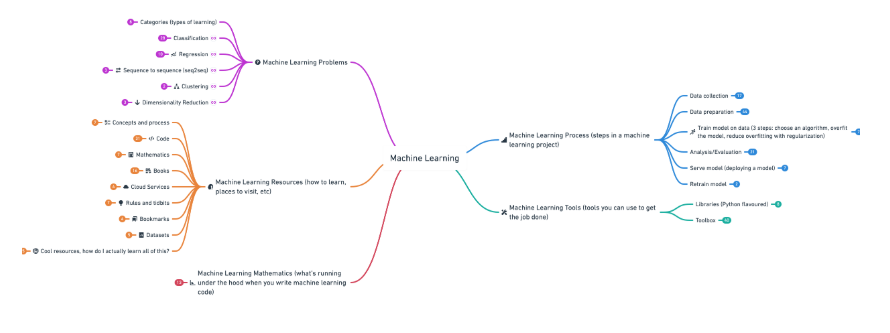 Categories (types of learning)
Classification
Regression
Sequence to sequence (seq2seq)
Clustering
Dimensionality Reduction
Machine Learning Problems
Concepts and process
Code
Mathematics
Books
Cloud Services
Rules and tidbits
Bookmarks
Datasets
Cool resources, how do I actually learn all of this?
Machine Learning Resources (how to learn,
places to visit, etc)
Machine Learning Mathematics (what's running
under the hood when you write machine learning
code)
Machine Learning
Machine Learning Process (steps in a machine
learning project)
Data collection
Data preparation
Train model on data (3 steps: choose an algorithm, overfit
the model, reduce overfitting with regularization)
Analysis/Evaluation
Serve model (deploying a model)
Retrain model
Machine Learning Tools (tools you can use to get
the job done)
Libraries (Python flavoured)
Toolbox